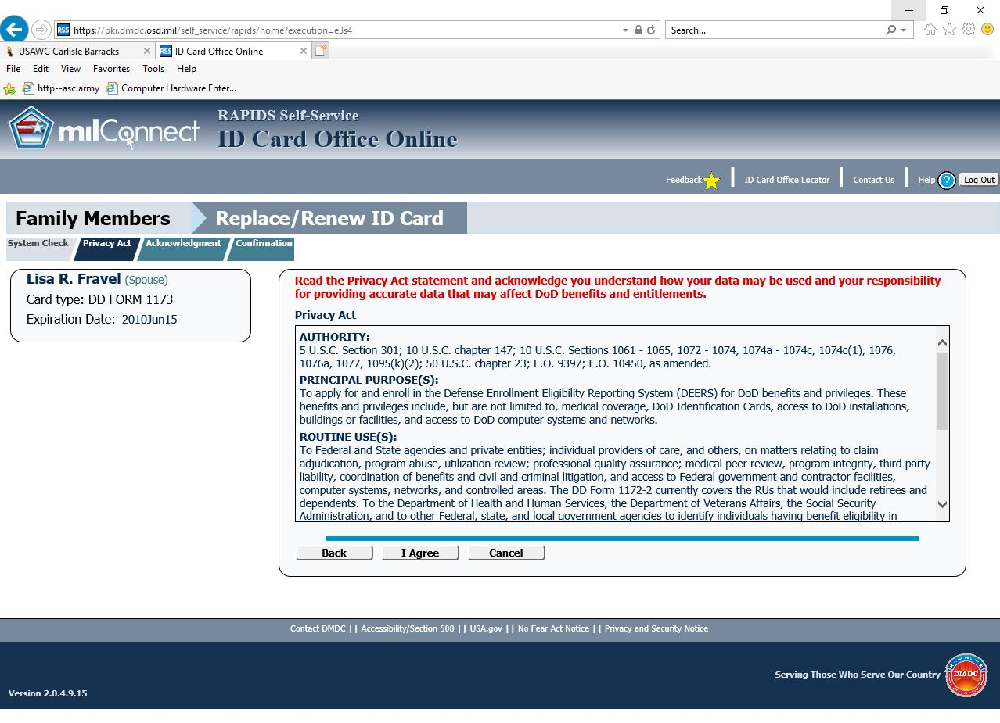 https://pki.dmdc.osd.mil/self_service/rapids/home?execution=e3s4
Search...
USAWC Carlisle Barracks
RSS ID Card Office Online
File Edit View Favorites Tools Help
http--asc.army Computer Hardware Enter...
milConnect
RAPIDS Self-Service
ID Card Office Online
Feedback ID Card Office Locator Contact Us Help ? Log Out
Family Members Replace/Renew ID Card
System Check Privacy Act Acknowledgment Confirmation
Lisa R. Fravel (Spouse)
Card type: DD FORM 1173
Expiration Date: 2010Jun15
Read the Privacy Act statement and acknowledge you understand how your data may be used and your responsibility
for providing accurate data that may affect DoD benefits and entitlements.
Privacy Act
AUTHORITY:
5 U.S.C. Section 301; 10 U.S.C. chapter 147; 10 U.S.C. Sections 1061 - 1065, 1072 - 1074, 1074a - 1074c, 1074c(1), 1076,
1076a, 1077, 1095(k)(2); 50 U.S.C. chapter 23; E.O. 9397; E.O. 10450, as amended.
PRINCIPAL PURPOSE(S):
To apply for and enroll in the Defense Enrollment Eligibility Reporting System (DEERS) for DoD benefits and privileges. These
benefits and privileges include, but are not limited to, medical coverage, DoD Identification Cards, access to DoD installations,
buildings or facilities, and access to DoD computer systems and networks.
ROUTINE USE(S):
To Federal and State agencies and private entities; individual providers of care, and others, on matters relating to claim
adjudication, program abuse, utilization review; professional quality assurance; medical peer review, program integrity, third party
liability, coordination of benefits and civil and criminal litigation, and access to Federal government and contractor facilities,
computer systems, networks, and controlled areas. The DD Form 1172-2 currently covers the RUs that would include retirees and
dependents. To the Department of Health and Human Services, the Department of Veterans Affairs, the Social Security
Administration, and to other Federal, state, and local government agencies to identify individuals having benefit eligibility in
Back I Agree Cancel
Contact DMDC || Accessibility/Section 508 || USA.gov || No Fear Act Notice || Privacy and Security Notice
Serving Those Who Serve Our Country
DMDC
Version 2.0.4.9.15